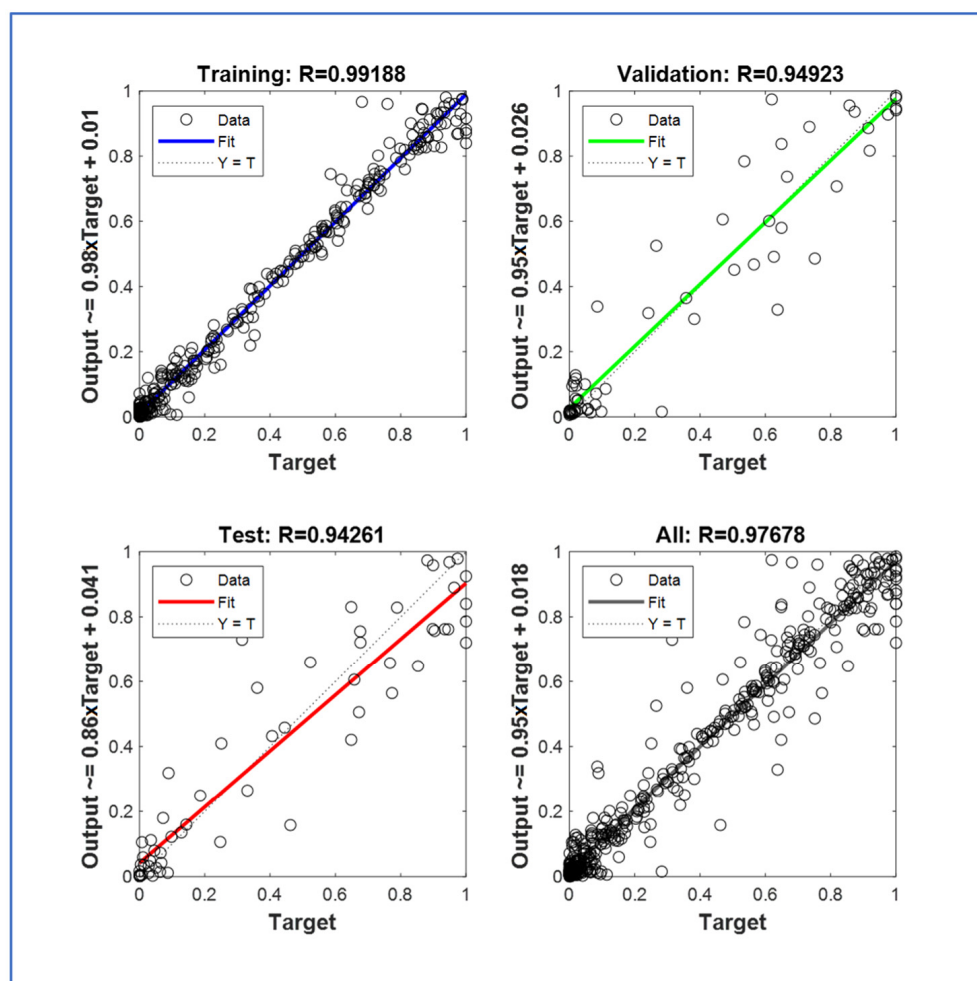 Training: R=0.99188
Output ~= 0.98xTarget + 0.01
1
0.8
0.6
0.4
0.2
0
Data
Fit
Y = T
0 0.2 0.4 0.6 0.8 1
Target
Validation: R=0.94923
Output ~= 0.95xTarget + 0.026
1
0.8
0.6
0.4
0.2
0
Data
Fit
Y = T
0 0.2 0.4 0.6 0.8 1
Target
Test: R=0.94261
Output ~= 0.86xTarget + 0.041
1
0.8
0.6
0.4
0.2
0
Data
Fit
Y = T
0 0.2 0.4 0.6 0.8 1
Target
All: R=0.97678
Output ~= 0.95xTarget + 0.018
1
0.8
0.6
0.4
0.2
0
Data
Fit
Y = T
0 0.2 0.4 0.6 0.8 1
Target